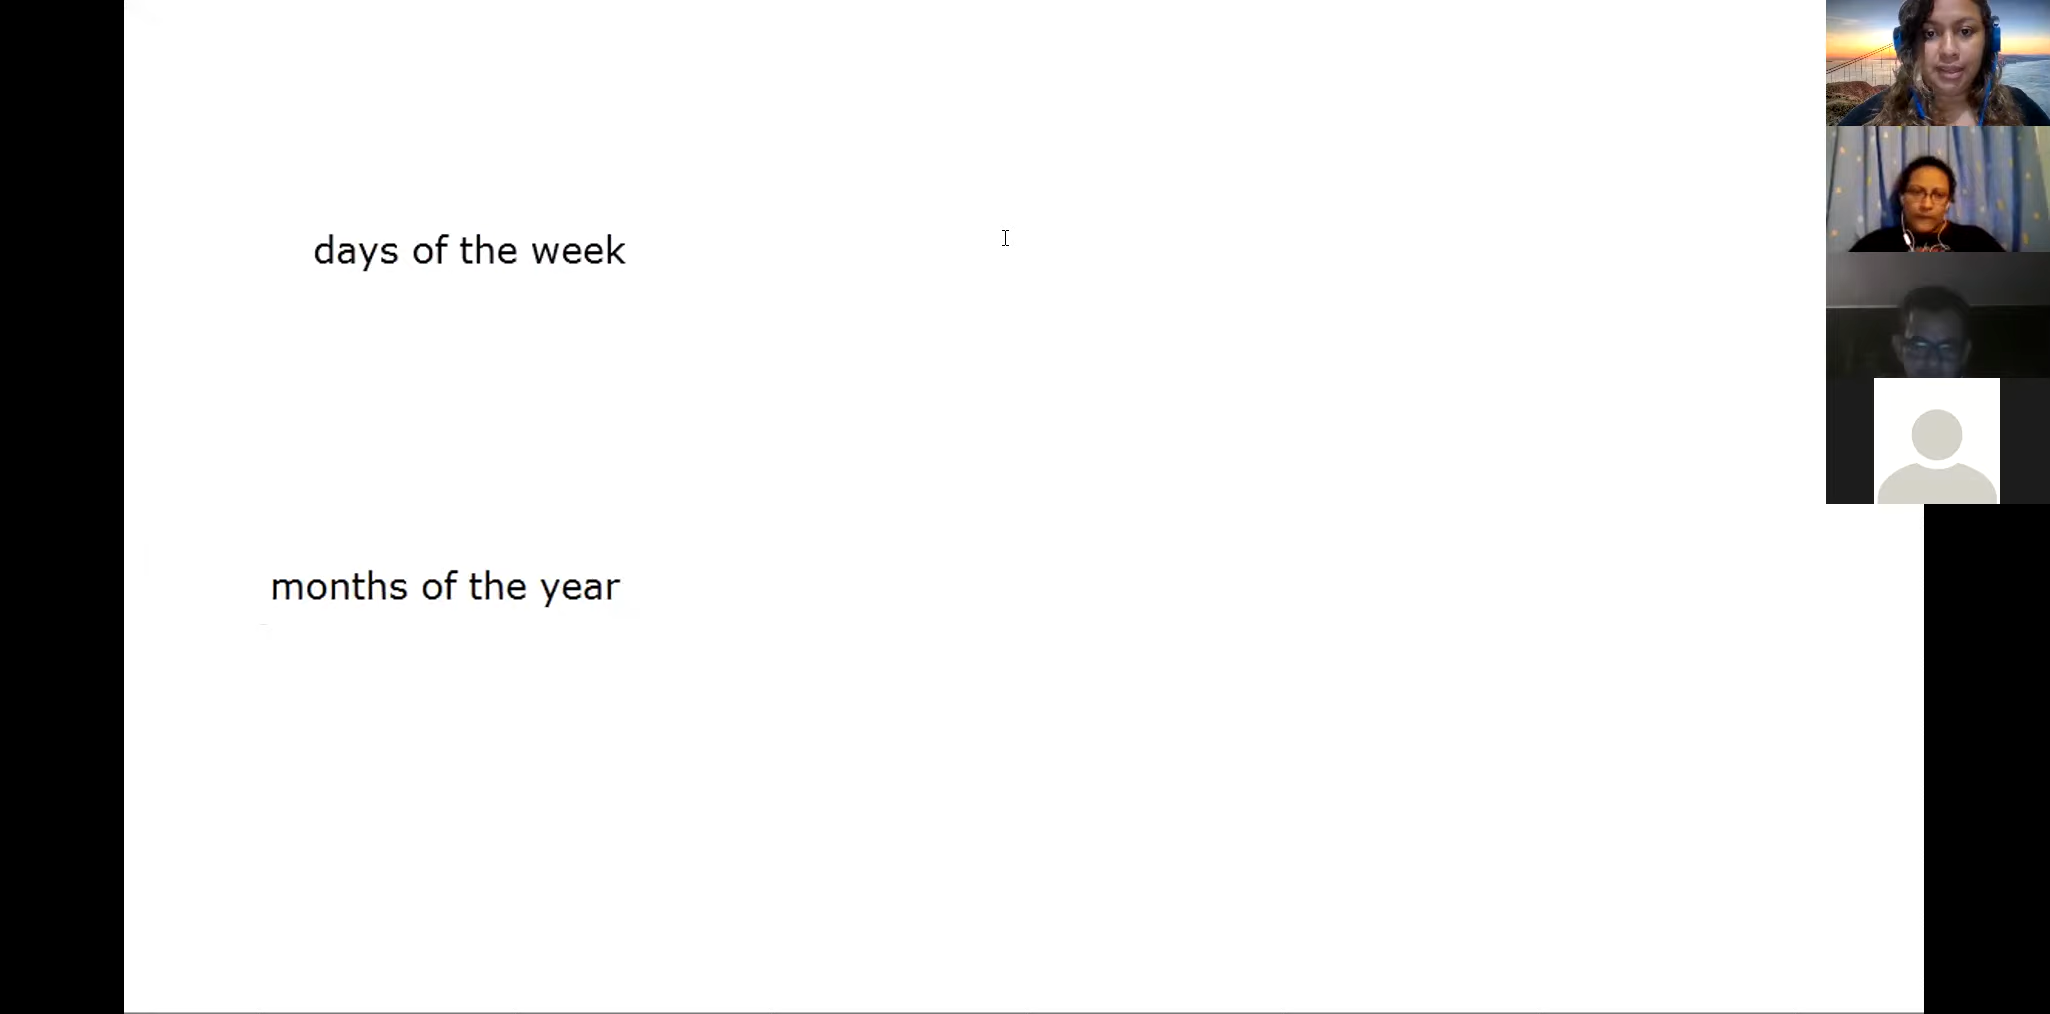 days of the week
months of the year